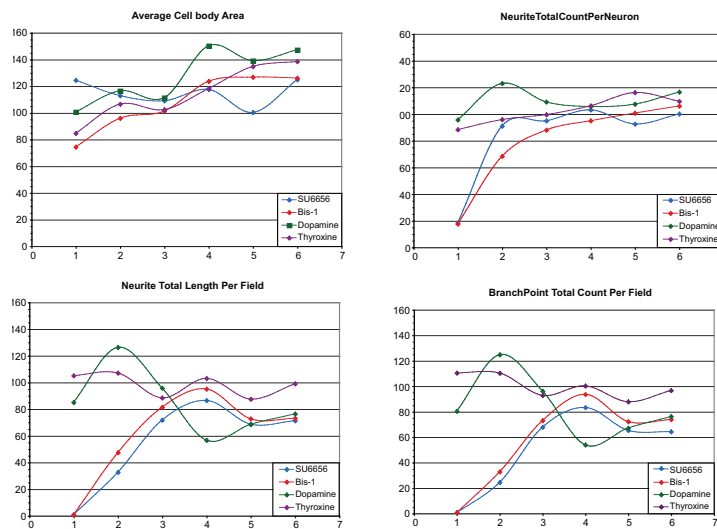 Average Cell body Area
160
140
120
100
80
60
40
20
0
0 1 2 3 4 5 6 7
SU6656
Bis-1
Dopamine
Thyroxine
NeuriteTotalCountPerNeuron
60
40
20
00
80
60
40
20
0
0 1 2 3 4 5 6 7
SU6656
Bis-1
Dopamine
Thyroxine
Neurite Total Length Per Field
160
140
120
100
80
60
40
20
0
0 1 2 3 4 5 6 7
SU6656
Bis-1
Dopamine
Thyroxine
BranchPoint Total Count Per Field
160
140
120
100
80
60
40
20
0
0 1 2 3 4 5 6 7
SU6656
Bis-1
Dopamine
Thyroxine